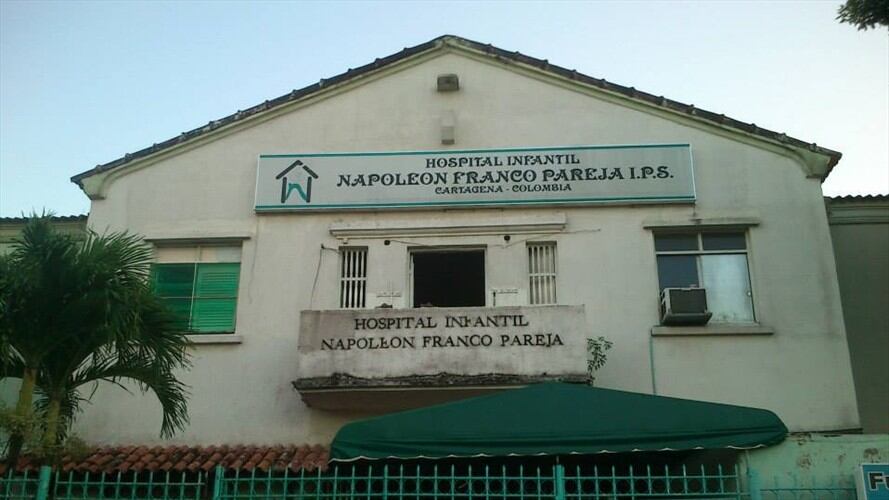 HOSPITAL INFANTIL
NAPOLEON FRANCO PAREJA I.P.S.
CARTAGENA - COLOMBIA
HOSPITAL INFANTIL
NAPOLEON FRANCO PAREJA